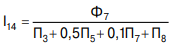 I₁₄ = Ф₇ / (П₃ + 0,5П₅ + 0,1П₇ + П₈)